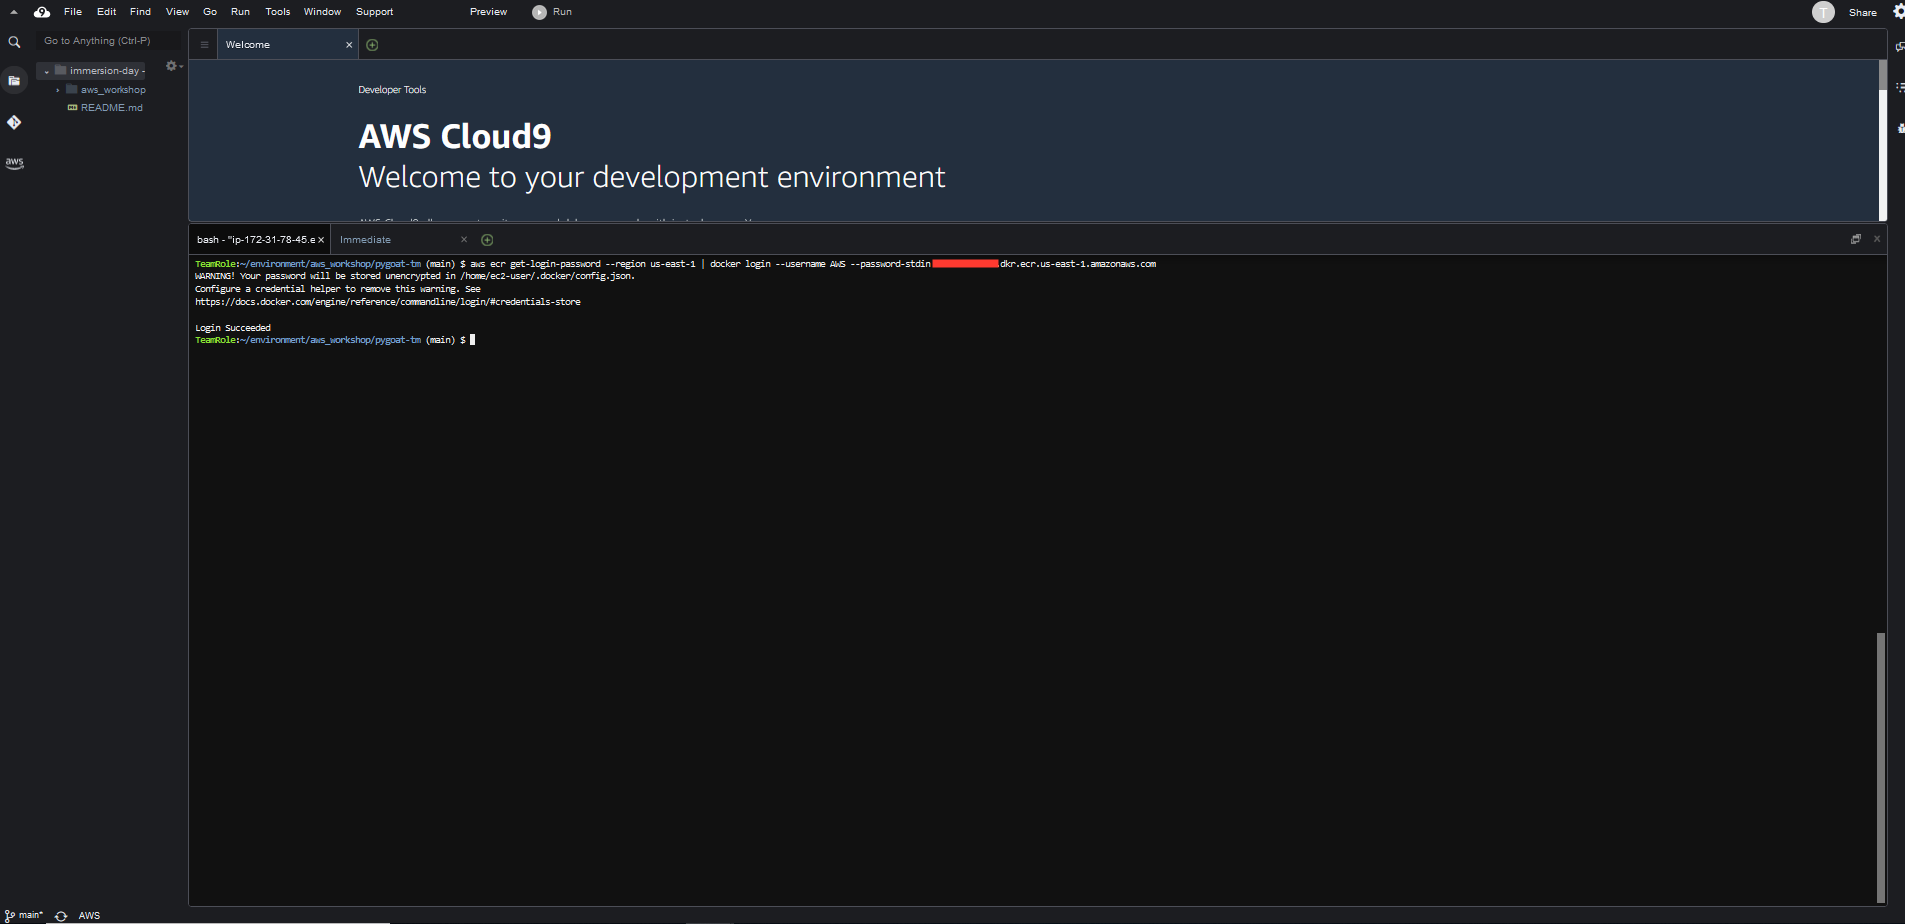 9 File Edit Find View Go Run Tools Window Support Preview Run T Share
Go to Anything (Ctrl-P)
immersion-day -
aws_workshop
README.md
aws
Welcome
Developer Tools
AWS Cloud9
Welcome to your development environment
bash - "ip-172-31-78-45.e Immediate
TeamRole:~/environment/aws_workshop/pygoat-tm (main) $ aws ecr get-login-password --region us-east-1 | docker login --username AWS --password-stdin .dkr.ecr.us-east-1.amazonaws.com
WARNING! Your password will be stored unencrypted in /home/ec2-user/.docker/config.json.
Configure a credential helper to remove this warning. See
https://docs.docker.com/engine/reference/commandline/login/#credentials-store
Login Succeeded
TeamRole:~/environment/aws_workshop/pygoat-tm (main) $
main* AWS